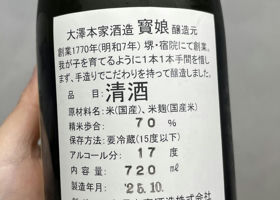 大澤本家酒造 寳娘 醸造元
創業1770年(明和7年) 堺・宿院にて創業。
我が子を育てるように1本1本手間を惜し
まず、手造りでこだわりを持って醸造しました。
品 目:清酒
原材料名:米(国産)、米麹(国産米)
精米歩合: 70 %
保存方法:要冷蔵(15度以下)
アルコール分: 17 度
内 容 量: 720 ml
製造年月: '25.10.